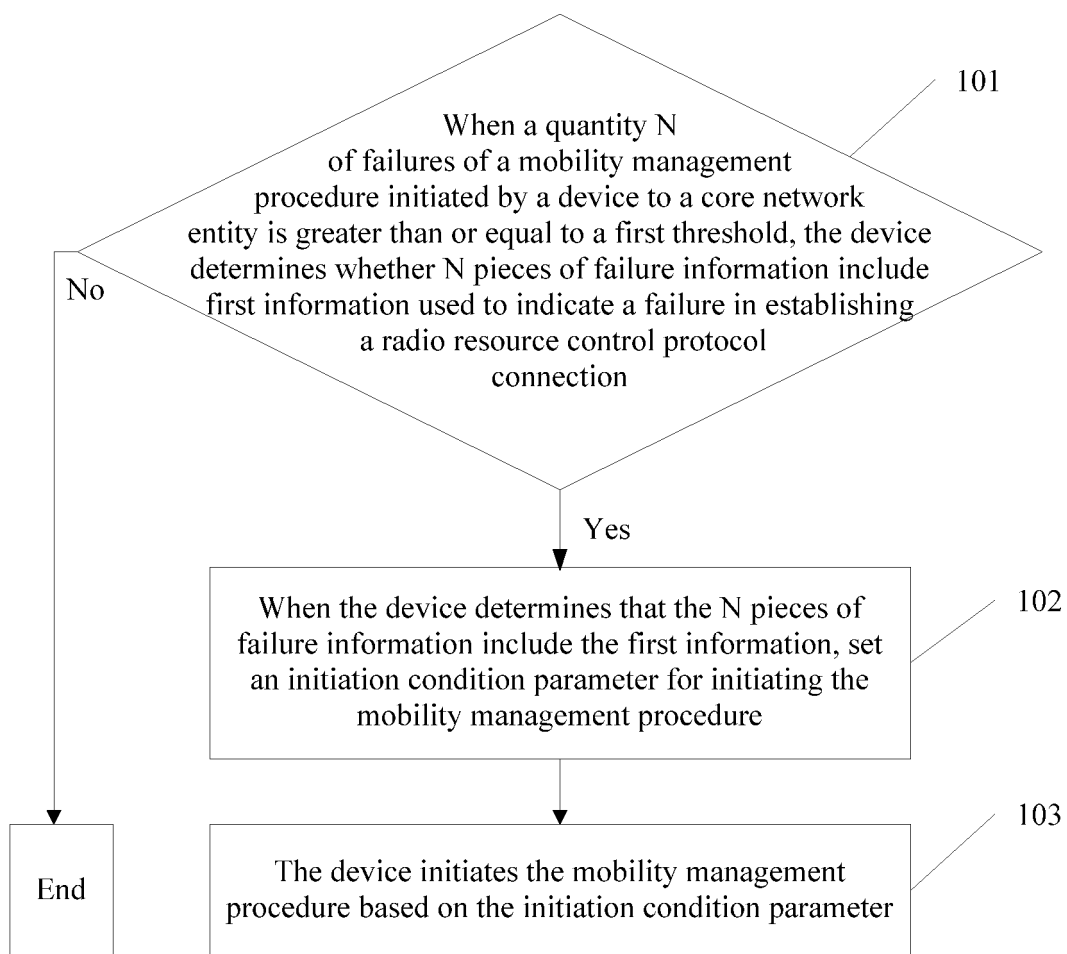 101
When a quantity N
of failures of a mobility management
procedure initiated by a device to a core network
entity is greater than or equal to a first threshold, the device
determines whether N pieces of failure information include
first information used to indicate a failure in establishing
a radio resource control protocol
connection
No
Yes
102
When the device determines that the N pieces of
failure information include the first information, set
an initiation condition parameter for initiating the
mobility management procedure
103
The device initiates the mobility management
procedure based on the initiation condition parameter
End